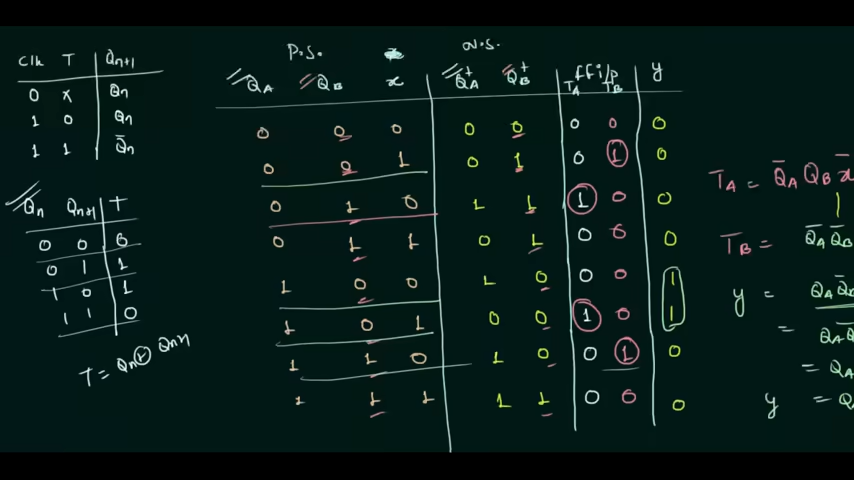 P.S. N.S.
Clk T Qn+1
0 x Qn
1 0 Qn
1 1 Q̄n
Qn Qn+1 T
0 0 0
0 1 1
1 0 1
1 1 0
T = Qn ⊕ Qn+1
QA QB x QA+ QB+ ff i/p TA TB y
0 0 0 0 0 0 0 0
0 0 1 0 1 0 1 0
0 1 0 1 1 1 0 0
0 1 1 0 1 0 0 0
1 0 0 1 0 0 0 1
1 0 1 0 0 1 0 1
1 1 0 1 0 0 1 0
1 1 1 1 1 0 0 0
TA = Q̄A QB x̄
TB = Q̄A Q̄B
y =
=
=
y =